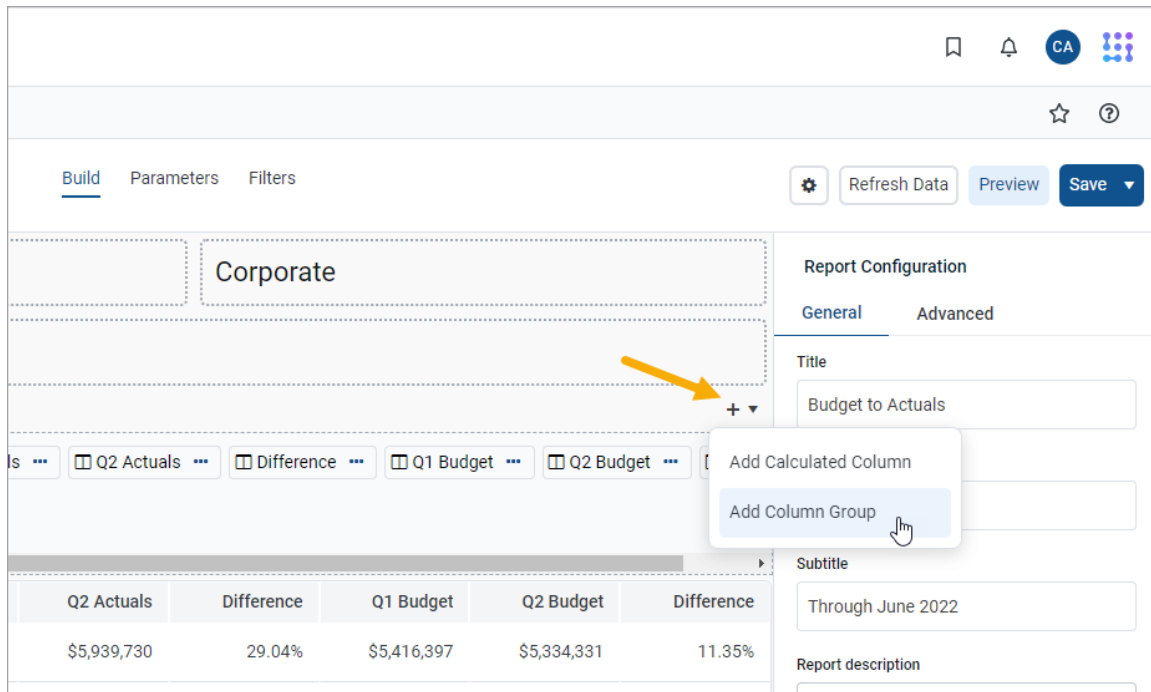 CA
Build Parameters Filters
Refresh Data Preview Save
Corporate
Report Configuration
General Advanced
Title
Budget to Actuals
ls ••• Q2 Actuals ••• Difference ••• Q1 Budget ••• Q2 Budget •••
Add Calculated Column
Add Column Group
Subtitle
Through June 2022
Q2 Actuals Difference Q1 Budget Q2 Budget Difference
$5,939,730 29.04% $5,416,397 $5,334,331 11.35%
Report description